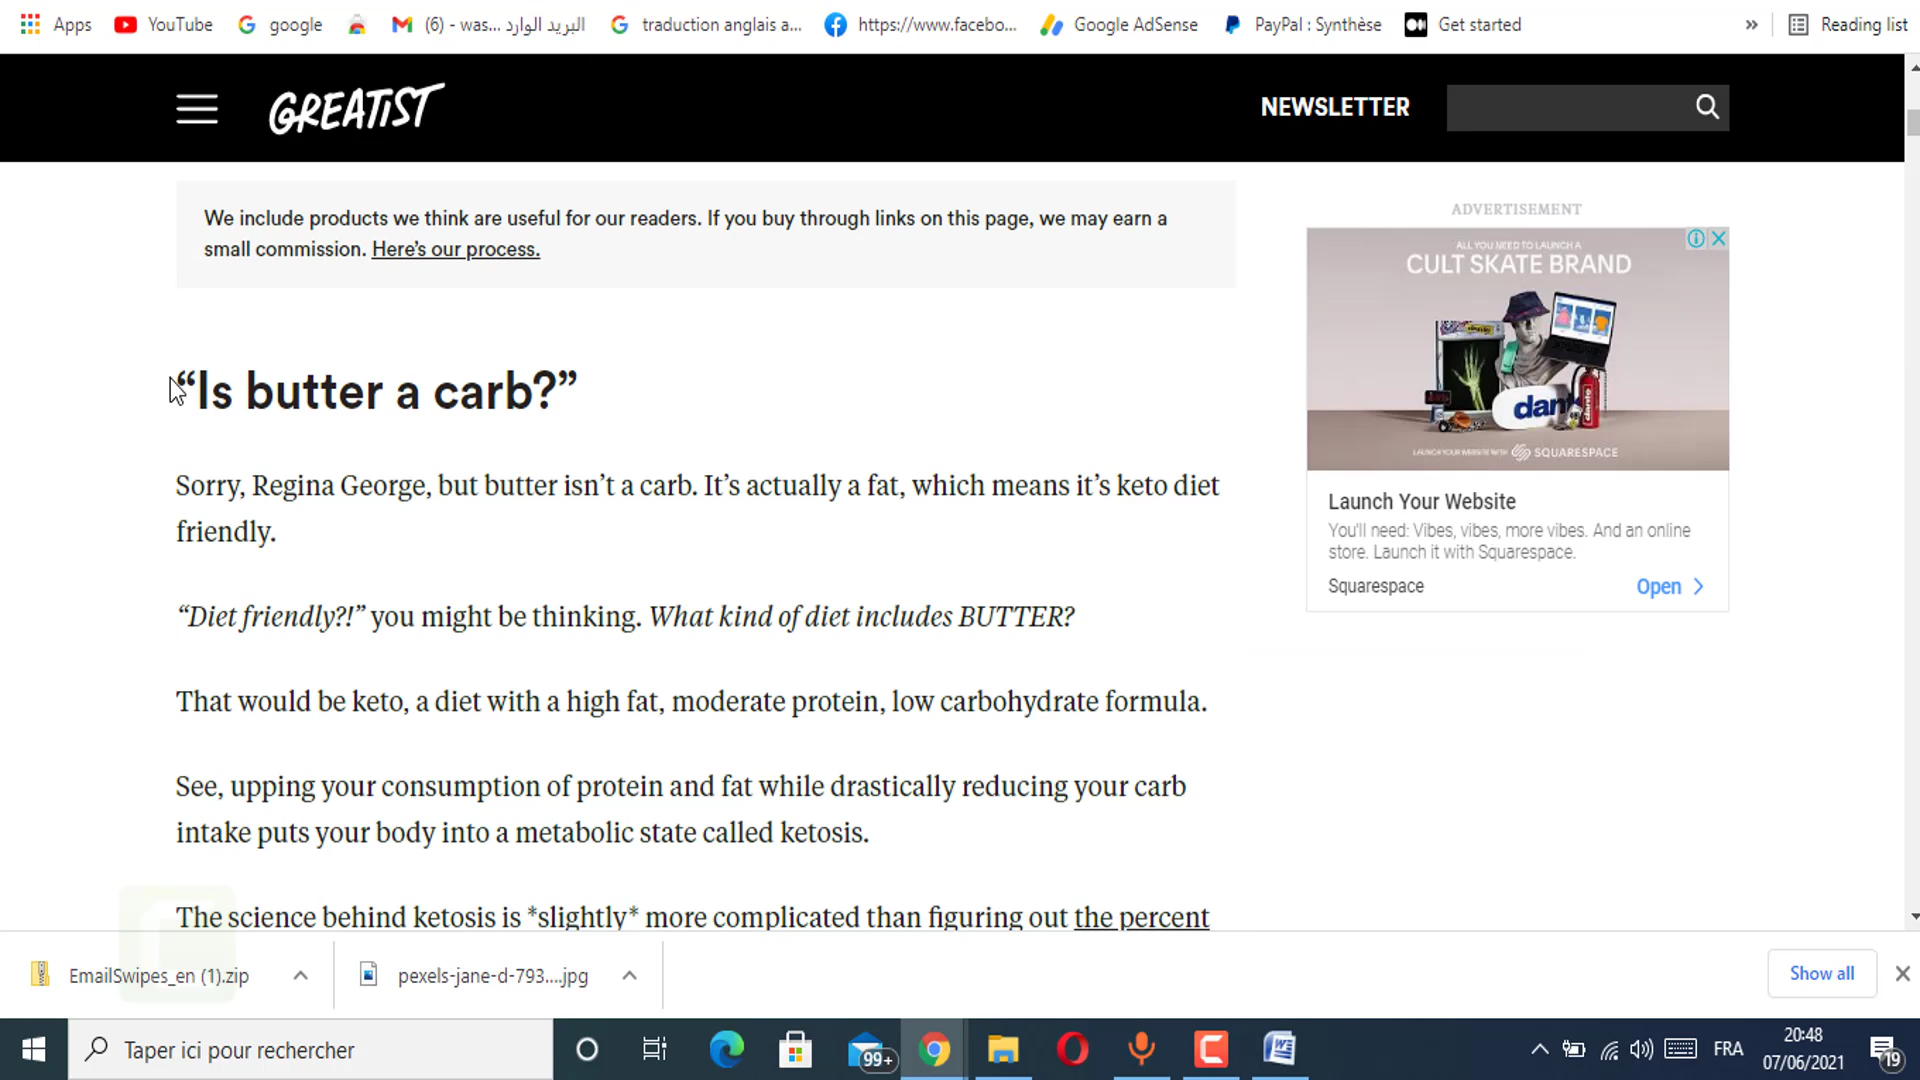 Apps YouTube google (6) - was... البريد الوارد traduction anglais a... https://www.facebo... Google AdSense PayPal : Synthèse Get started » Reading list
GREATIST NEWSLETTER
We include products we think are useful for our readers. If you buy through links on this page, we may earn a
small commission. Here's our process.
“Is butter a carb?”
Sorry, Regina George, but butter isn’t a carb. It’s actually a fat, which means it’s keto diet
friendly.
“Diet friendly?!” you might be thinking. What kind of diet includes BUTTER?
That would be keto, a diet with a high fat, moderate protein, low carbohydrate formula.
See, upping your consumption of protein and fat while drastically reducing your carb
intake puts your body into a metabolic state called ketosis.
The science behind ketosis is *slightly* more complicated than figuring out the percent
ADVERTISEMENT
ALL YOU NEED TO LAUNCH A
CULT SKATE BRAND
dante
LAUNCH YOUR WEBSITE WITH SQUARESPACE
Launch Your Website
You'll need: Vibes, vibes, more vibes. And an online
store. Launch it with Squarespace.
Squarespace Open
EmailSwipes_en (1).zip pexels-jane-d-793....jpg Show all
Taper ici pour rechercher 99+ FRA 20:48
07/06/2021 19